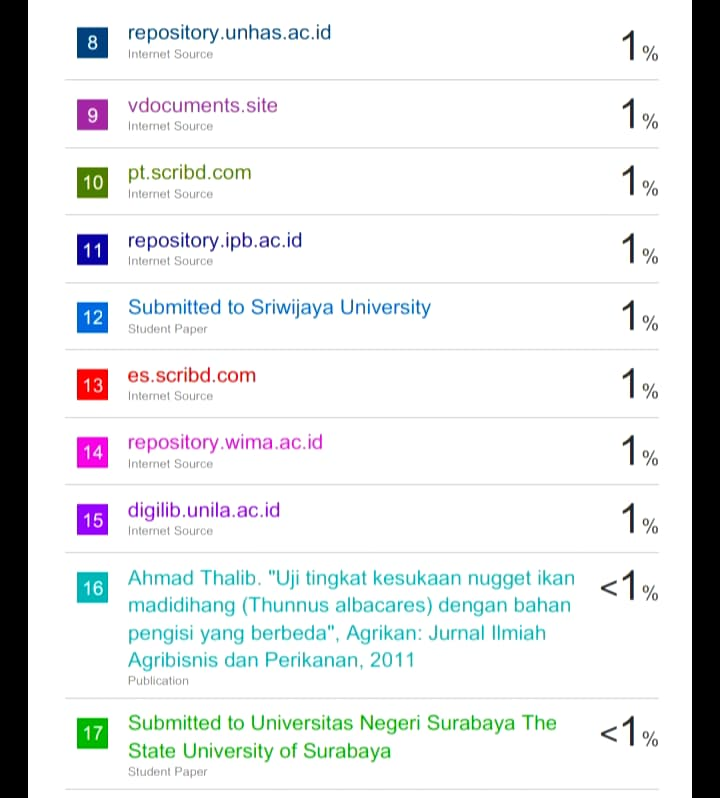 8
repository.unhas.ac.id
Internet Source
1%
9
vdocuments.site
Internet Source
1%
10
pt.scribd.com
Internet Source
1%
11
repository.ipb.ac.id
Internet Source
1%
12
Submitted to Sriwijaya University
Student Paper
1%
13
es.scribd.com
Internet Source
1%
14
repository.wima.ac.id
Internet Source
1%
15
digilib.unila.ac.id
Internet Source
1%
16
Ahmad Thalib. "Uji tingkat kesukaan nugget ikan
madidihang (Thunnus albacares) dengan bahan
pengisi yang berbeda", Agrikan: Jurnal Ilmiah
Agribisnis dan Perikanan, 2011
Publication
<1%
17
Submitted to Universitas Negeri Surabaya The
State University of Surabaya
Student Paper
<1%